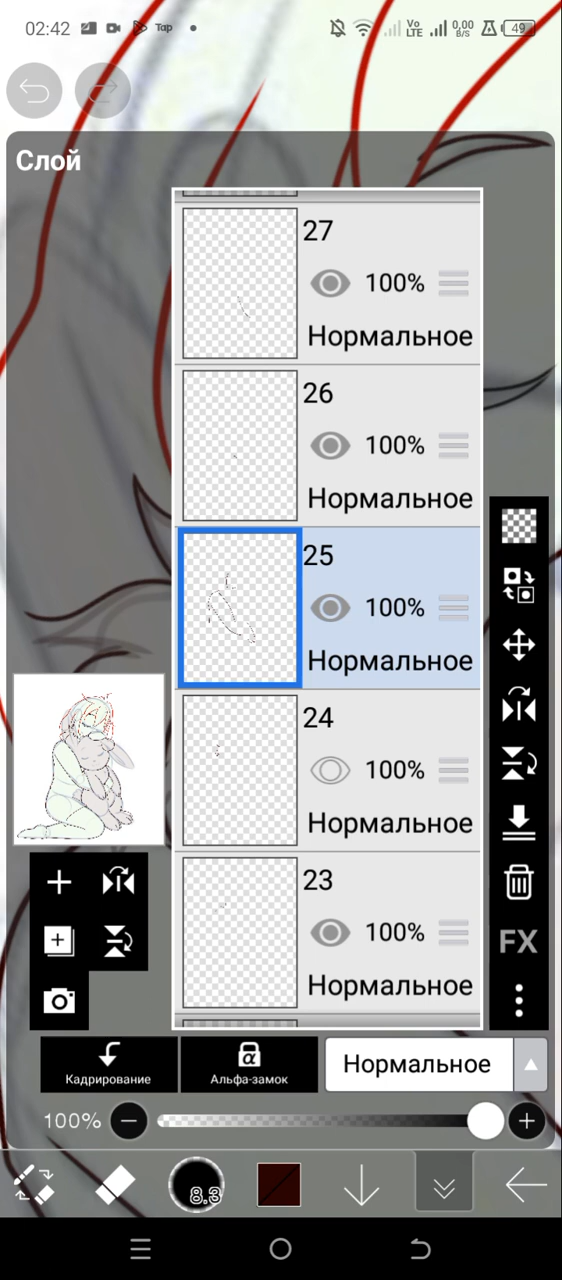 02:42 Tap Vo LTE 0,00 B/S 49
Слой
27
100%
Нормальное
26
100%
Нормальное
25
100%
Нормальное
24
100%
Нормальное
23
100%
Нормальное
FX
Кадрирование
α
Альфа-замок
Нормальное
100%
8.3